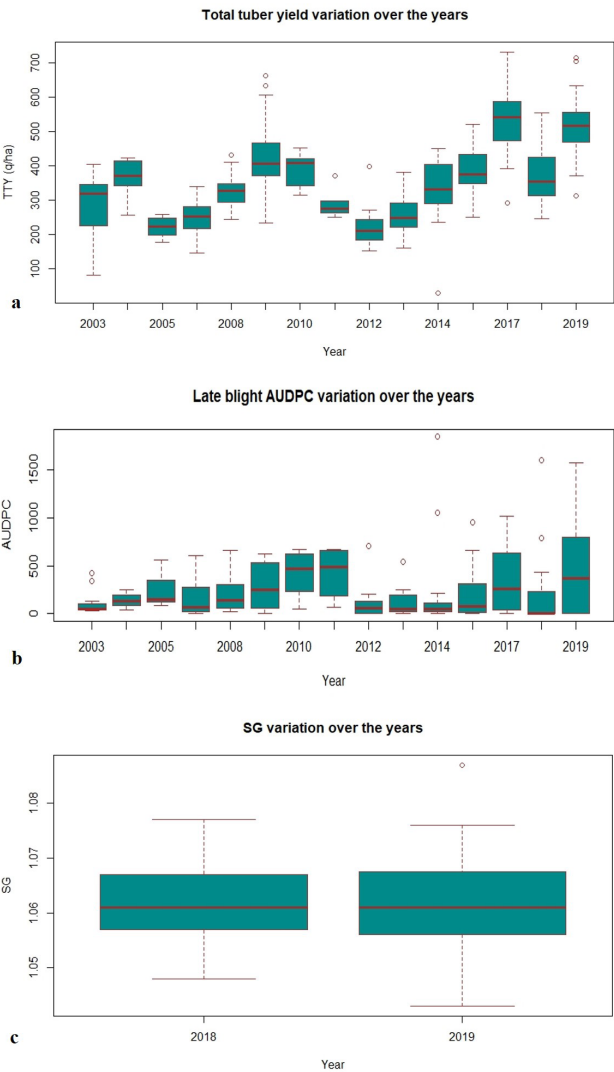 Total tuber yield variation over the years
TTY (q/ha)
700
600
500
400
300
200
100
2003 2005 2008 2010 2012 2014 2017 2019
Year
a
Late blight AUDPC variation over the years
AUDPC
1500
1000
500
0
2003 2005 2008 2010 2012 2014 2017 2019
Year
b
SG variation over the years
SG
1.08
1.07
1.06
1.05
2018 2019
Year
c